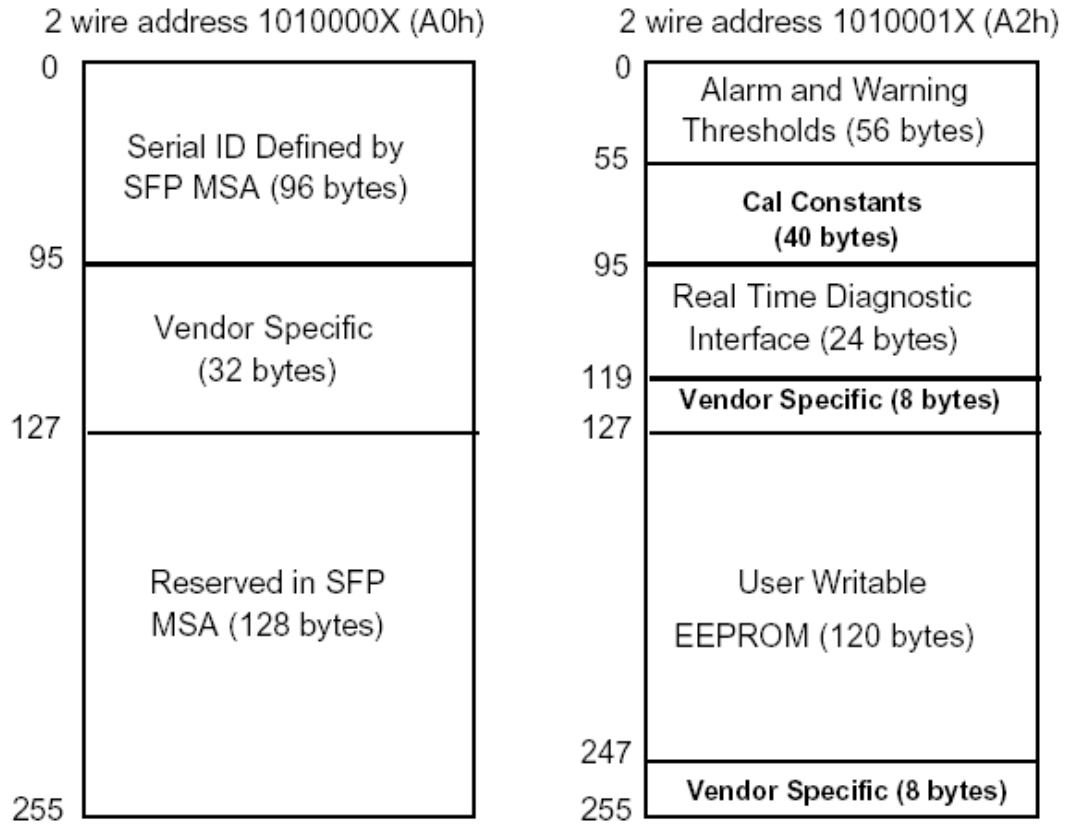 2 wire address 1010000X (A0h)
0
Serial ID Defined by
SFP MSA (96 bytes)
95
Vendor Specific
(32 bytes)
127
Reserved in SFP
MSA (128 bytes)
255
2 wire address 1010001X (A2h)
0
Alarm and Warning
Thresholds (56 bytes)
55
Cal Constants
(40 bytes)
95
Real Time Diagnostic
Interface (24 bytes)
119
Vendor Specific (8 bytes)
127
User Writable
EEPROM (120 bytes)
247
Vendor Specific (8 bytes)
255